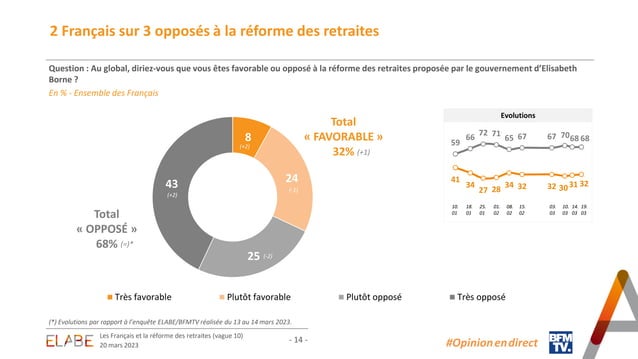 2 Français sur 3 opposés à la réforme des retraites
Question : Au global, diriez-vous que vous êtes favorable ou opposé à la réforme des retraites proposée par le gouvernement d'Elisabeth
Borne ?
En % - Ensemble des Français
Total
« FAVORABLE »
32% (+1)
8
(+2)
24
(-1)
25 (-2)
43
(+2)
Total
« OPPOSÉ »
68% (=)*
Evolutions
59 66 72 71 65 67 67 70 68 68
41 34 27 28 34 32 32 30 31 32
10. 18. 25. 01. 08. 15. 03. 10. 14. 19.
01 01 01 02 02 02 03 03 03 03
Très favorable Plutôt favorable Plutôt opposé Très opposé
(*) Evolutions par rapport à l'enquête ELABE/BFMTV réalisée du 13 au 14 mars 2023.
ELABE
Les Français et la réforme des retraites (vague 10)
20 mars 2023
- 14 -
#Opinion en direct
BFM
TV.